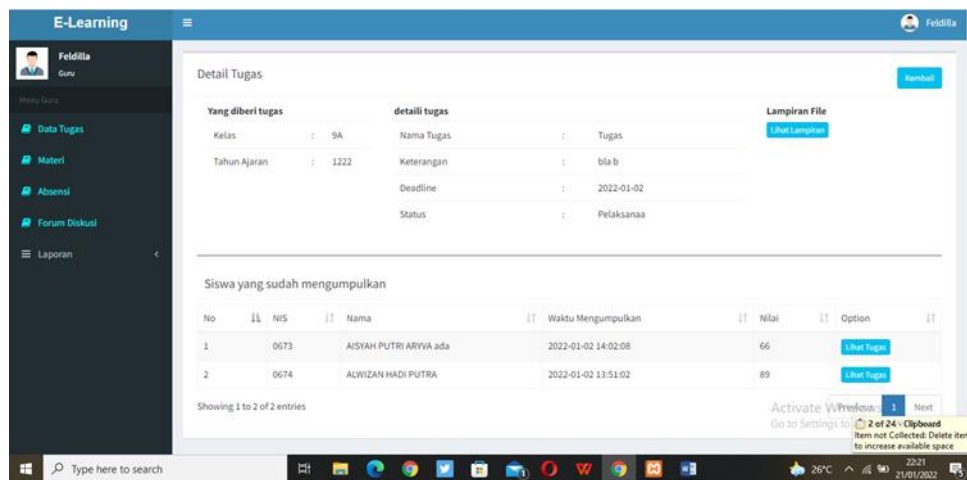 E-Learning
Feldilla
Feldilla
Guru
Menu Guru
Data Tugas
Materi
Absensi
Forum Diskusi
Laporan
Detail Tugas
Kembali
Yang diberi tugas
Kelas : 9A
Tahun Ajaran : 1222
detaili tugas
Nama Tugas : Tugas
Keterangan : bla b
Deadline : 2022-01-02
Status : Pelaksanaa
Lampiran File
Lihat Lampiran
Siswa yang sudah mengumpulkan
No NIS Nama Waktu Mengumpulkan Nilai Option
1 0673 AISYAH PUTRI ARYVA ada 2022-01-02 14:02:08 66 Lihat Tugas
2 0674 ALWIZAN HADI PUTRA 2022-01-02 13:51:02 89 Lihat Tugas
Showing 1 to 2 of 2 entries
Previous 1 Next
Activate Windows
Go to Settings to
2 of 24 - Clipboard
Item not Collected: Delete iter
to increase available space
Type here to search
26°C
22:21
21/01/2022